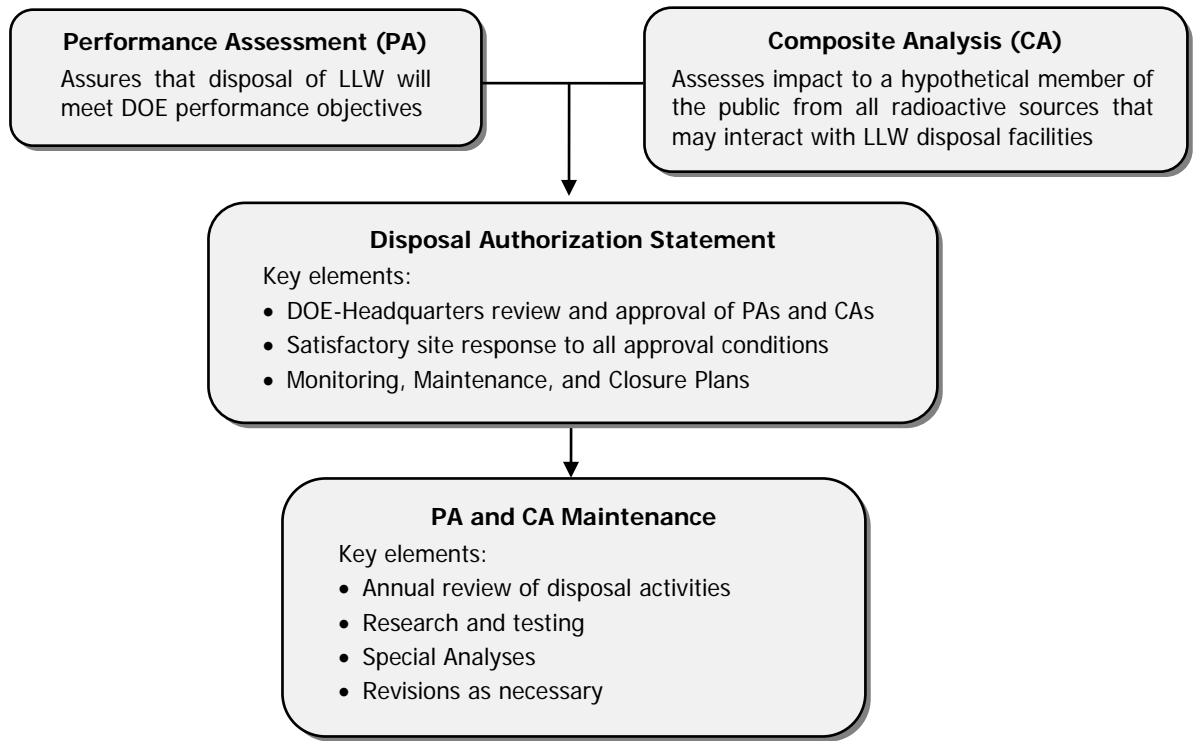 Performance Assessment (PA)
Assures that disposal of LLW will
meet DOE performance objectives
Composite Analysis (CA)
Assesses impact to a hypothetical member of
the public from all radioactive sources that
may interact with LLW disposal facilities
Disposal Authorization Statement
Key elements:
• DOE-Headquarters review and approval of PAs and CAs
• Satisfactory site response to all approval conditions
• Monitoring, Maintenance, and Closure Plans
PA and CA Maintenance
Key elements:
• Annual review of disposal activities
• Research and testing
• Special Analyses
• Revisions as necessary